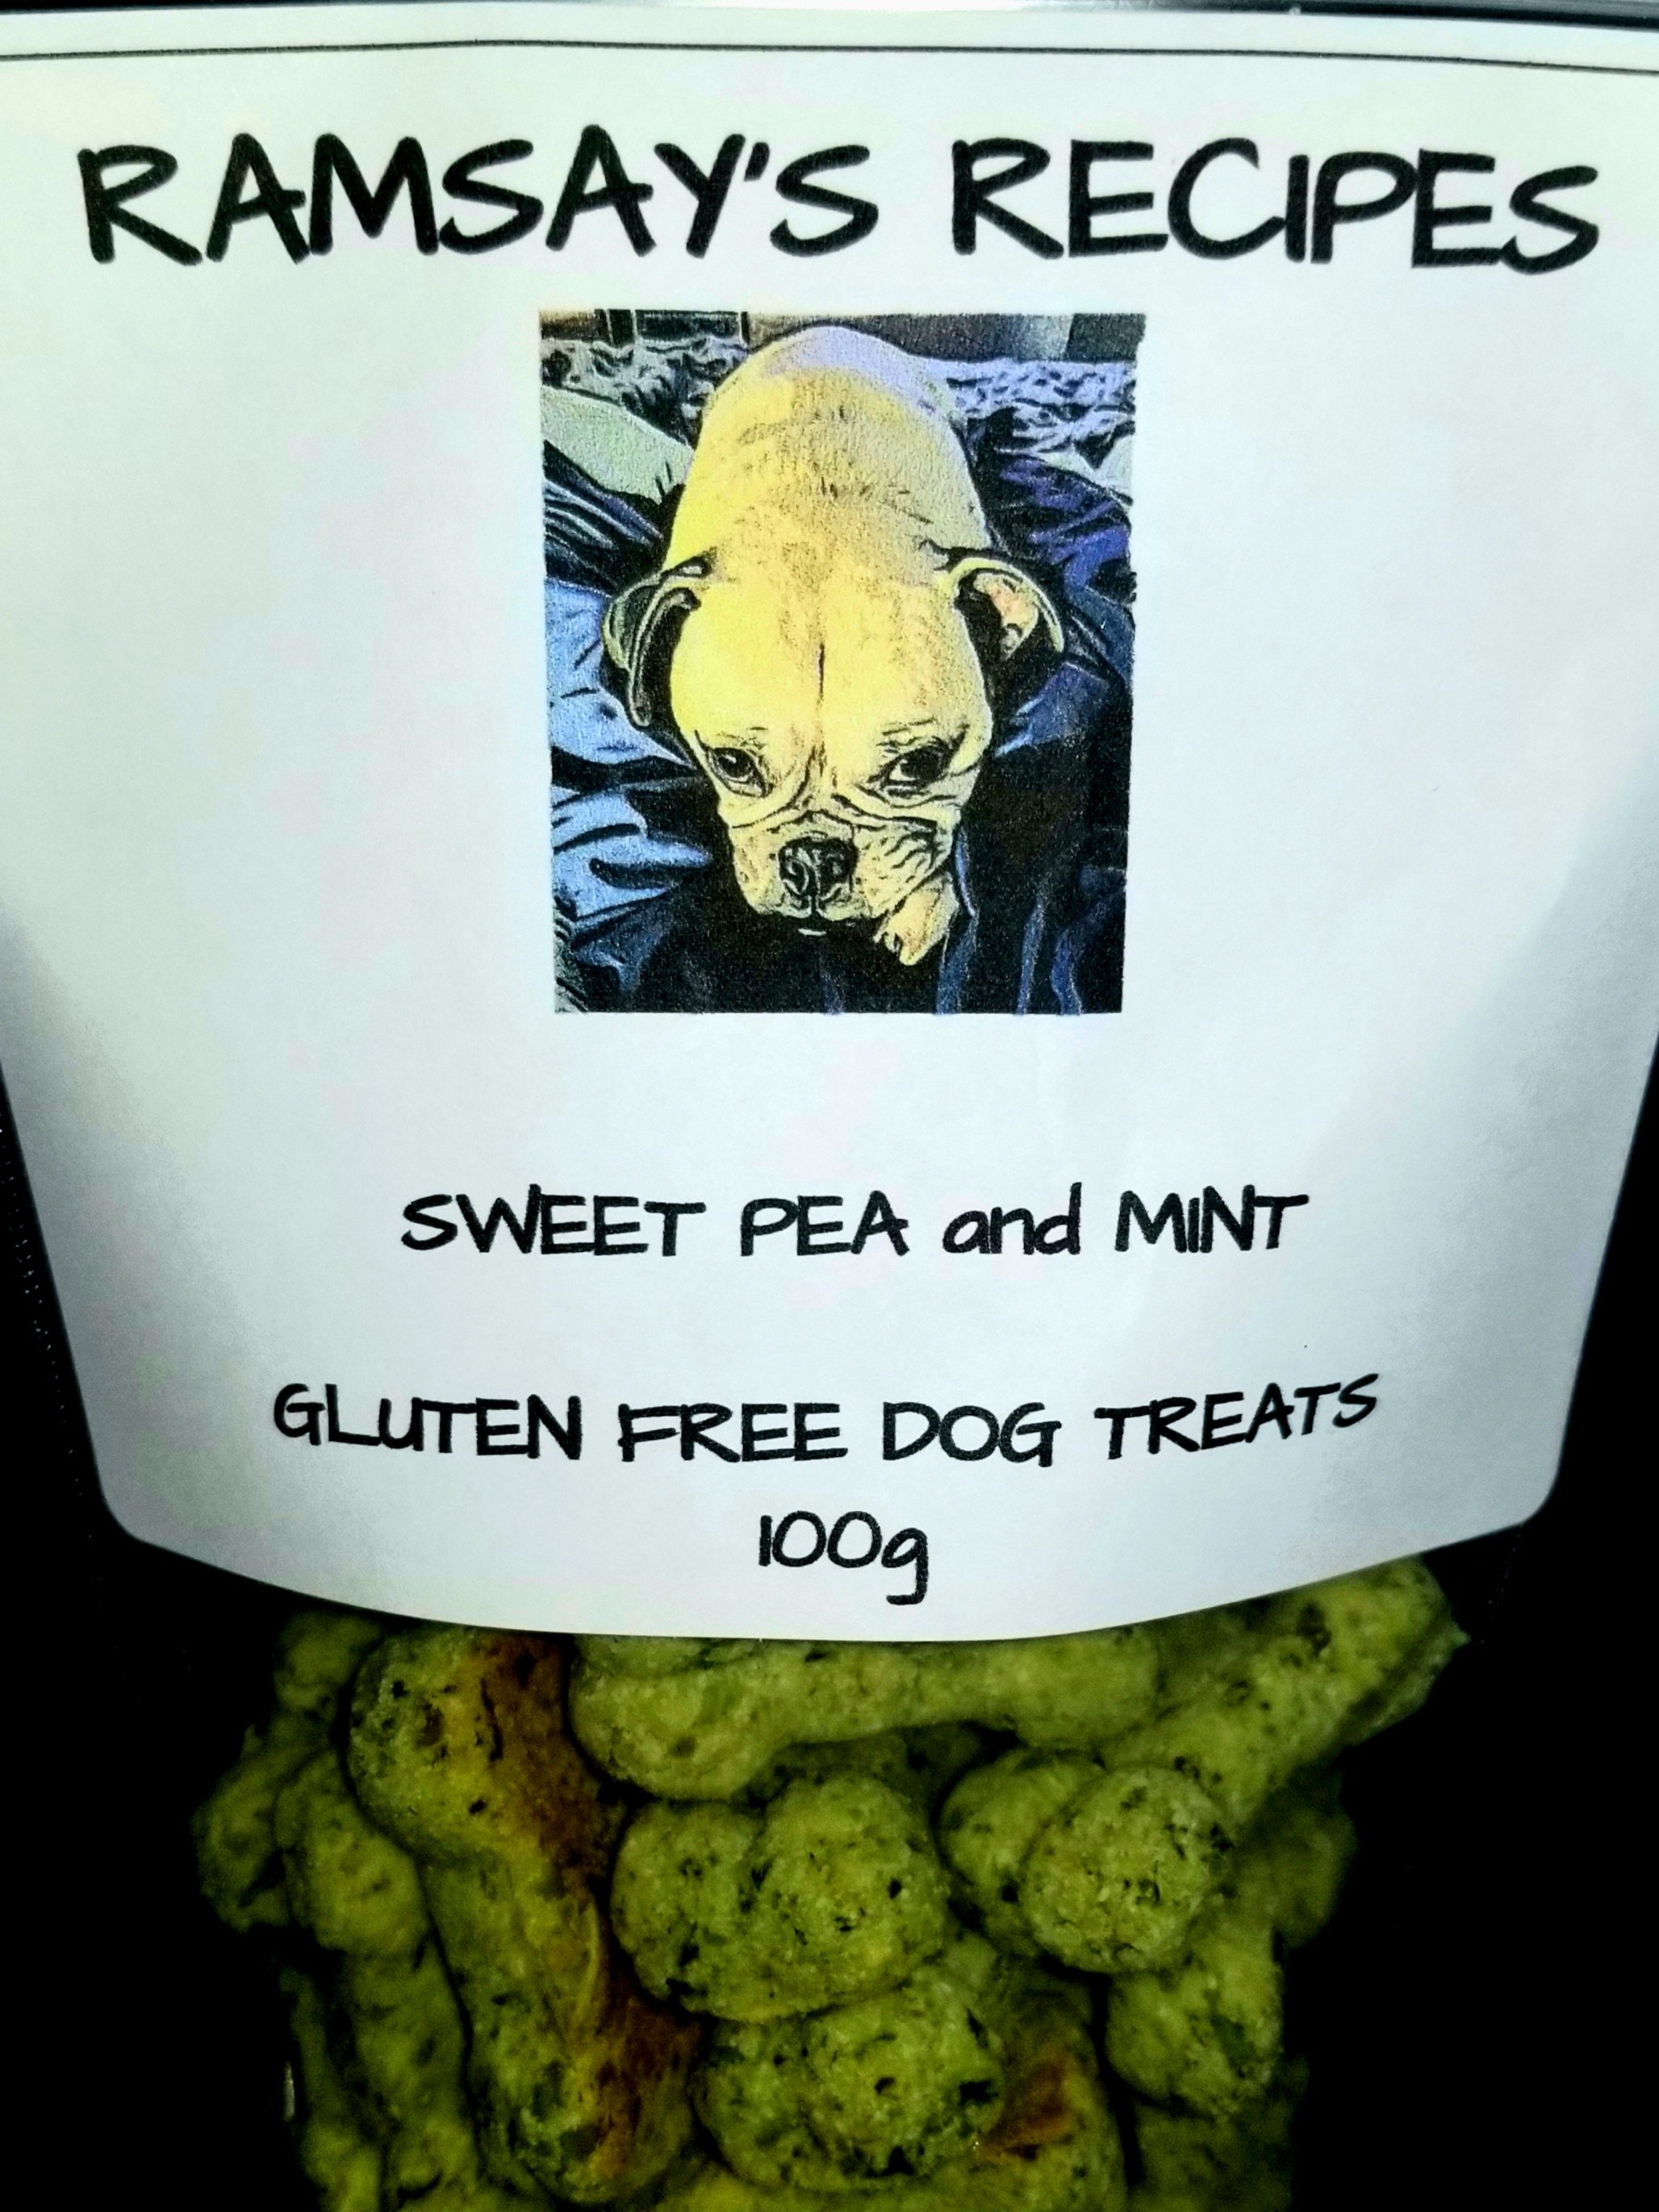 RAMSAY'S RECIPES
SWEET PEA and MINT
GLUTEN FREE DOG TREATS
100g